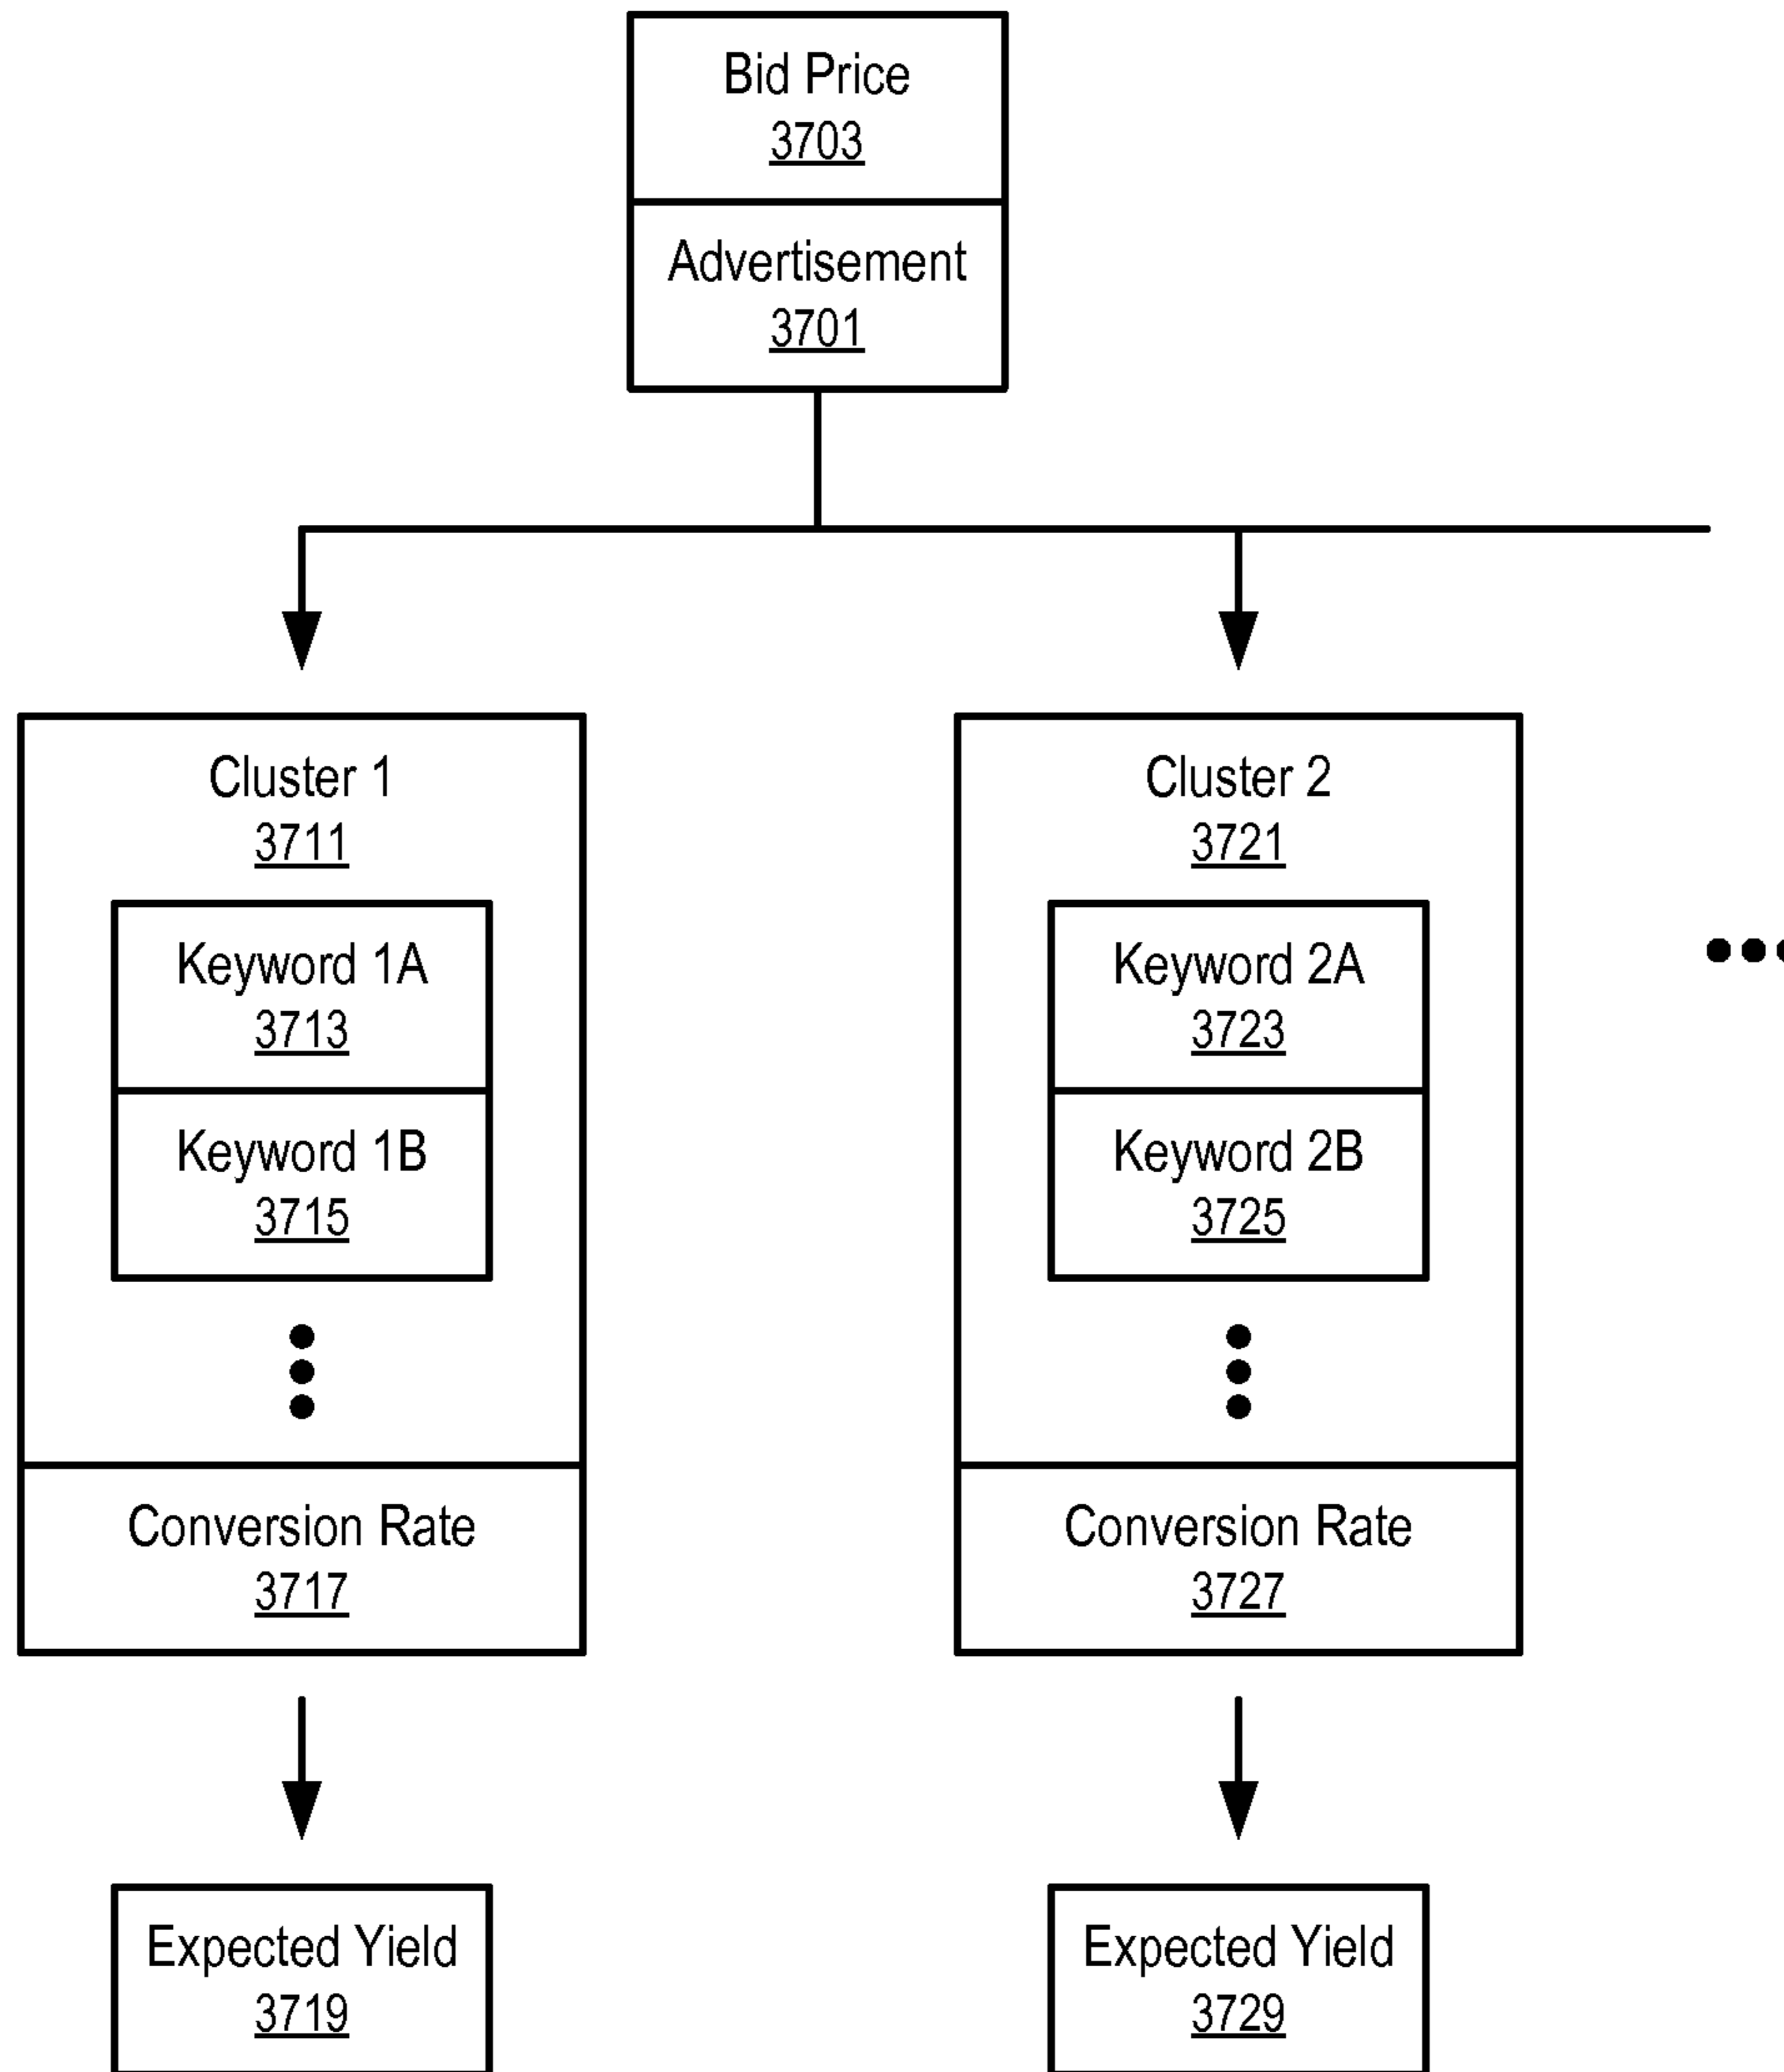 Bid Price
3703
Advertisement
3701
Cluster 1
3711
Keyword 1A
3713
Keyword 1B
3715
Conversion Rate
3717
Expected Yield
3719
Cluster 2
3721
Keyword 2A
3723
Keyword 2B
3725
Conversion Rate
3727
Expected Yield
3729